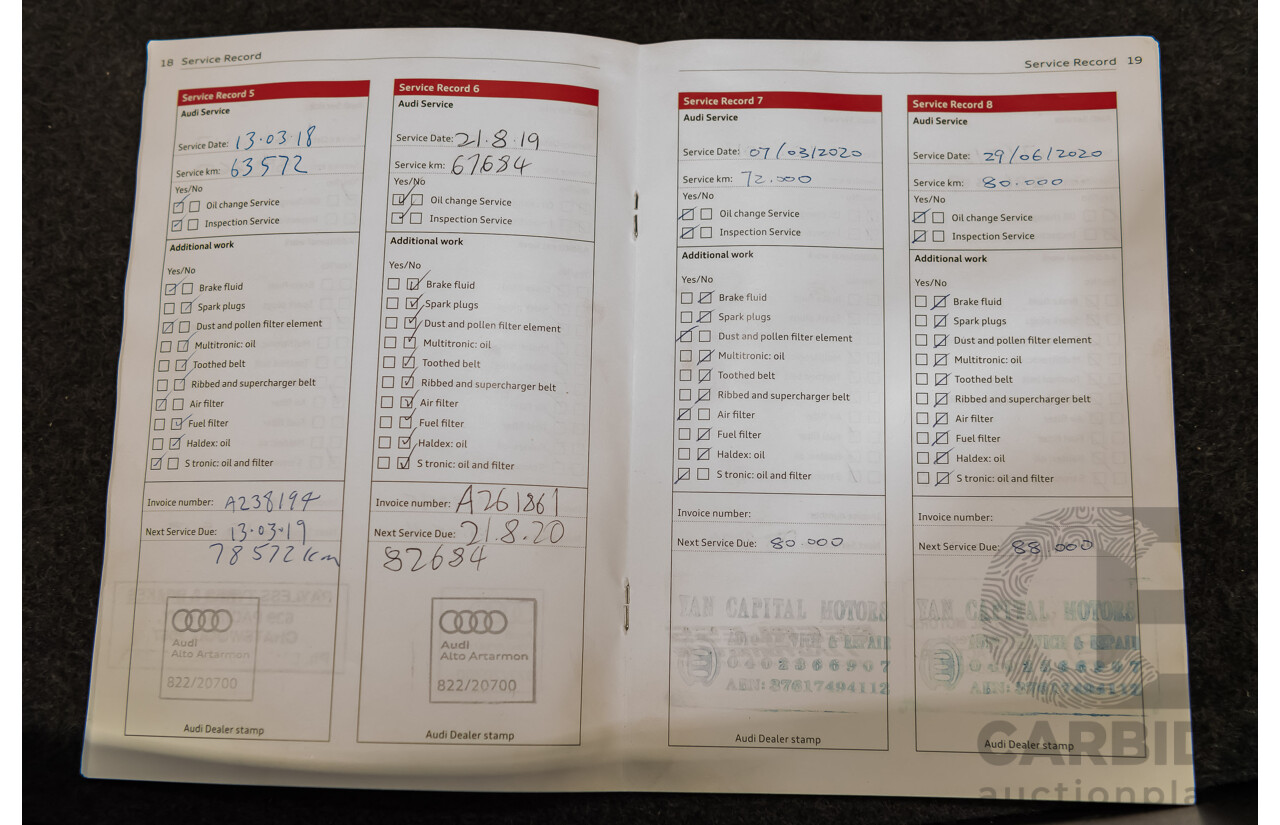 18 Service Record
Service Record 5
Audi Service
Service Date: 13.03.18
Service km: 63572
Yes/No
Oil change Service
Inspection Service
Additional work
Yes/No
Brake fluid
Spark plugs
Dust and pollen filter element
Multitronic: oil
Toothed belt
Ribbed and supercharger belt
Air filter
Fuel filter
Haldex: oil
S tronic: oil and filter
Invoice number: A238194
Next Service Due: 13.03.19
78572km
Audi
Alto Artarmon
822/20700
Audi Dealer stamp
Service Record 6
Audi Service
Service Date: 21.8.19
Service km: 67684
Yes/No
Oil change Service
Inspection Service
Additional work
Yes/No
Brake fluid
Spark plugs
Dust and pollen filter element
Multitronic: oil
Toothed belt
Ribbed and supercharger belt
Air filter
Fuel filter
Haldex: oil
S tronic: oil and filter
Invoice number: A261861
Next Service Due: 21.8.20
82684
Audi
Alto Artarmon
822/20700
Audi Dealer stamp
Service Record 19
Service Record 7
Audi Service
Service Date: 07/03/2020
Service km: 72.000
Yes/No
Oil change Service
Inspection Service
Additional work
Yes/No
Brake fluid
Spark plugs
Dust and pollen filter element
Multitronic: oil
Toothed belt
Ribbed and supercharger belt
Air filter
Fuel filter
Haldex: oil
S tronic: oil and filter
Invoice number:
Next Service Due: 80.000
CAPITAL MOTORS
ABN: 37617494112
Audi Dealer stamp
Service Record 8
Audi Service
Service Date: 29/06/2020
Service km: 80.000
Yes/No
Oil change Service
Inspection Service
Additional work
Yes/No
Brake fluid
Spark plugs
Dust and pollen filter element
Multitronic: oil
Toothed belt
Ribbed and supercharger belt
Air filter
Fuel filter
Haldex: oil
S tronic: oil and filter
Invoice number:
Next Service Due: 88.000
CAPITAL MOTORS
& REPAIR
ABN: 37617494112
Audi Dealer stamp
CARBID
auctionpla